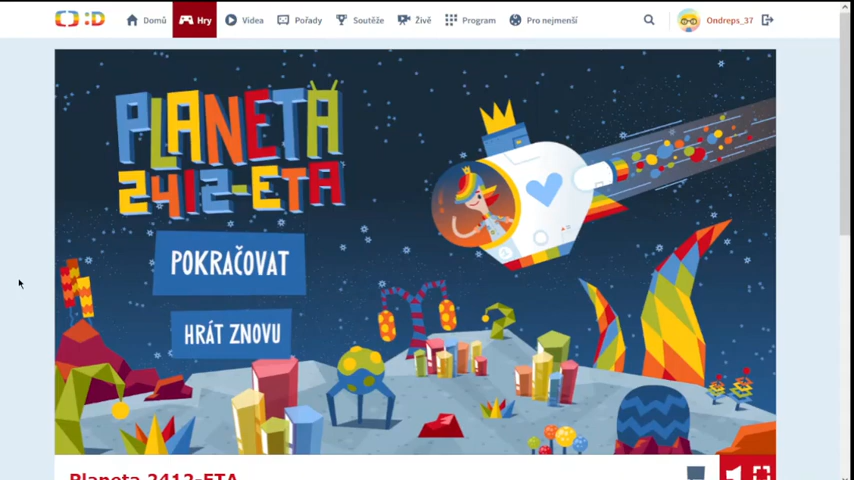 :D Domů Hry Videa Pořady Soutěže Živě Program Pro nejmenší Ondreps_37
PLANETA
2412-ETA
POKRAČOVAT
HRÁT ZNOVU
Planeta 2412-ETA